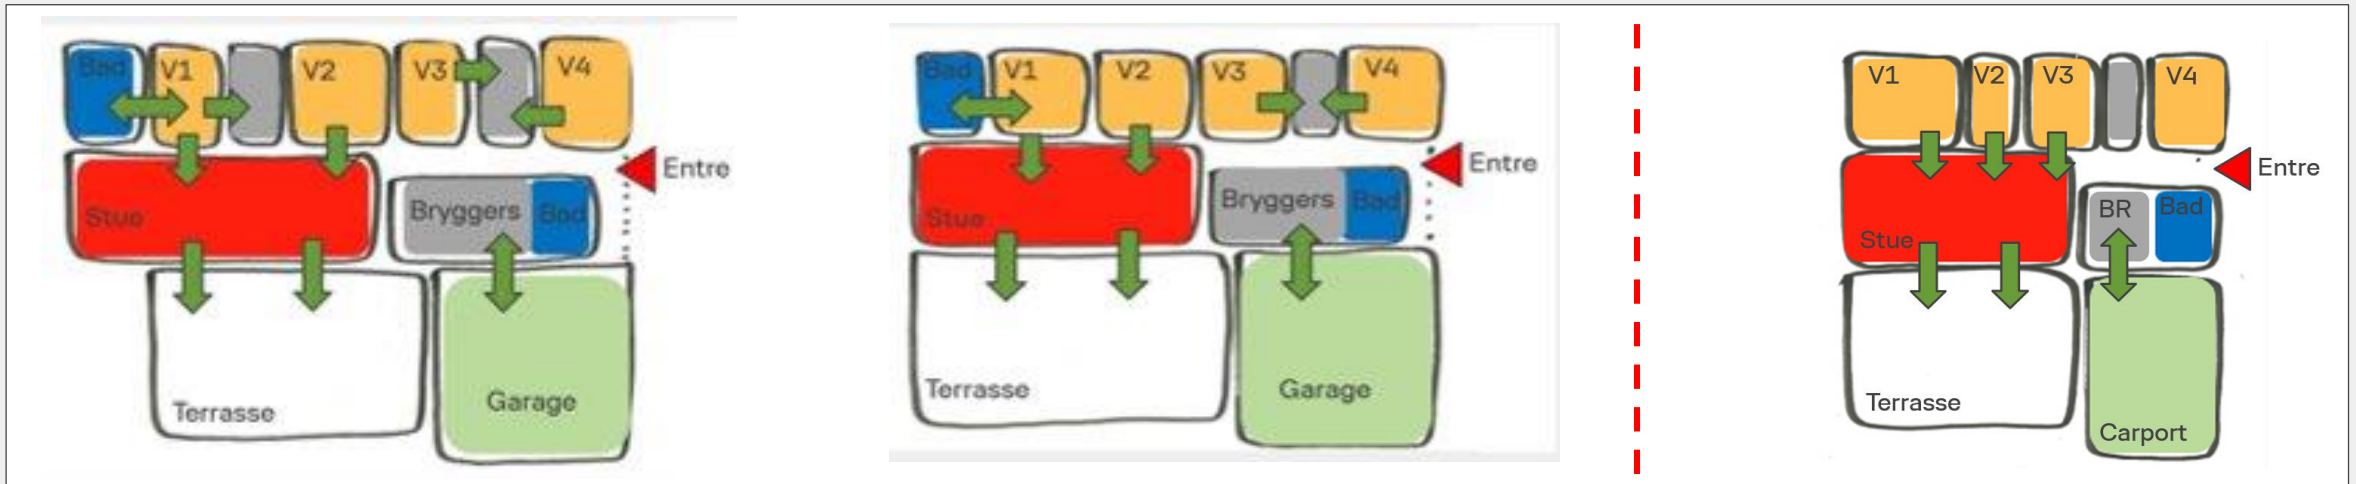 Bad
V1
V2
V3
V4
Entre
Stue
Bryggers
Bad
Terrasse
Garage
Bad
V1
V2
V3
V4
Entre
Stue
Bryggers
Bad
Terrasse
Garage
V1
V2
V3
V4
Entre
Stue
BR
Bad
Terrasse
Carport